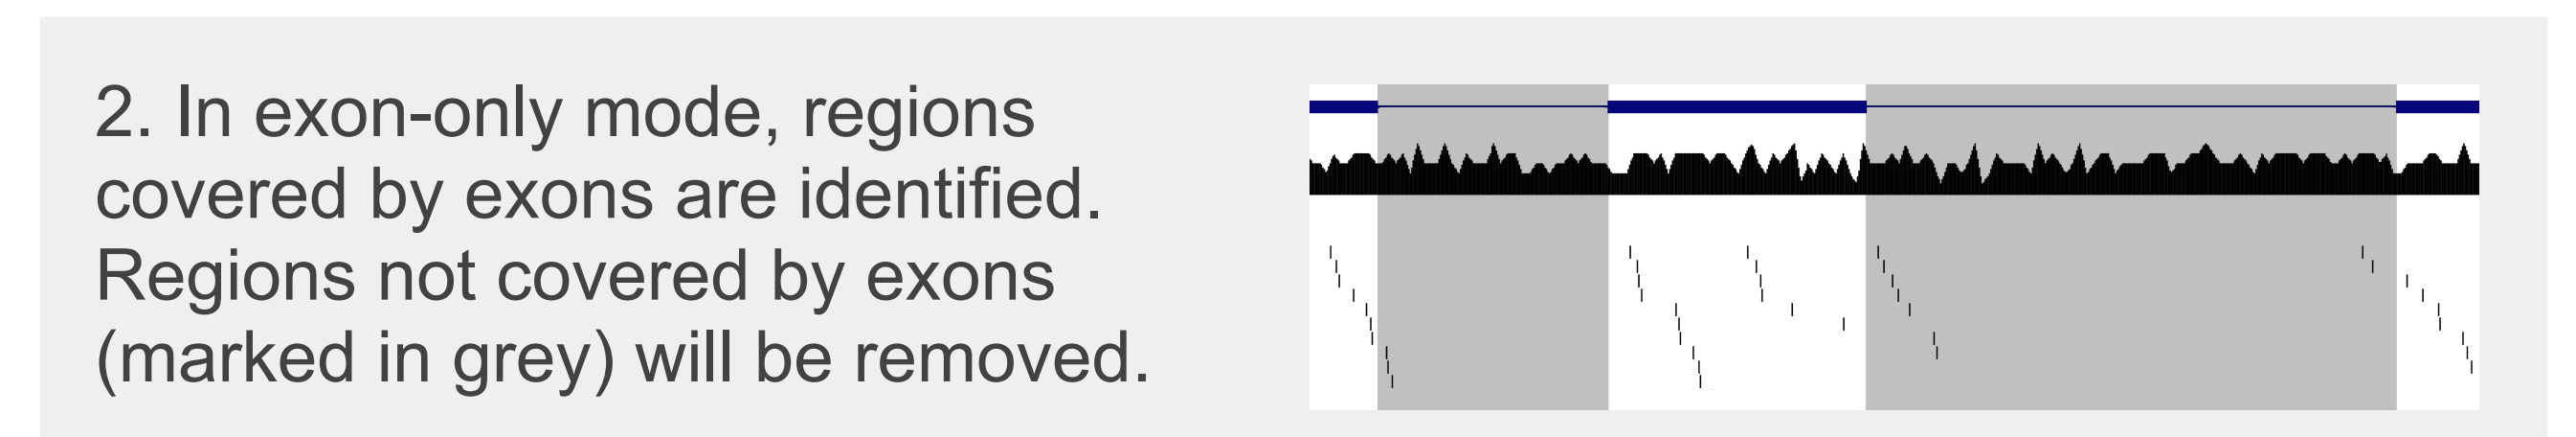 2. In exon-only mode, regions
covered by exons are identified.
Regions not covered by exons
(marked in grey) will be removed.